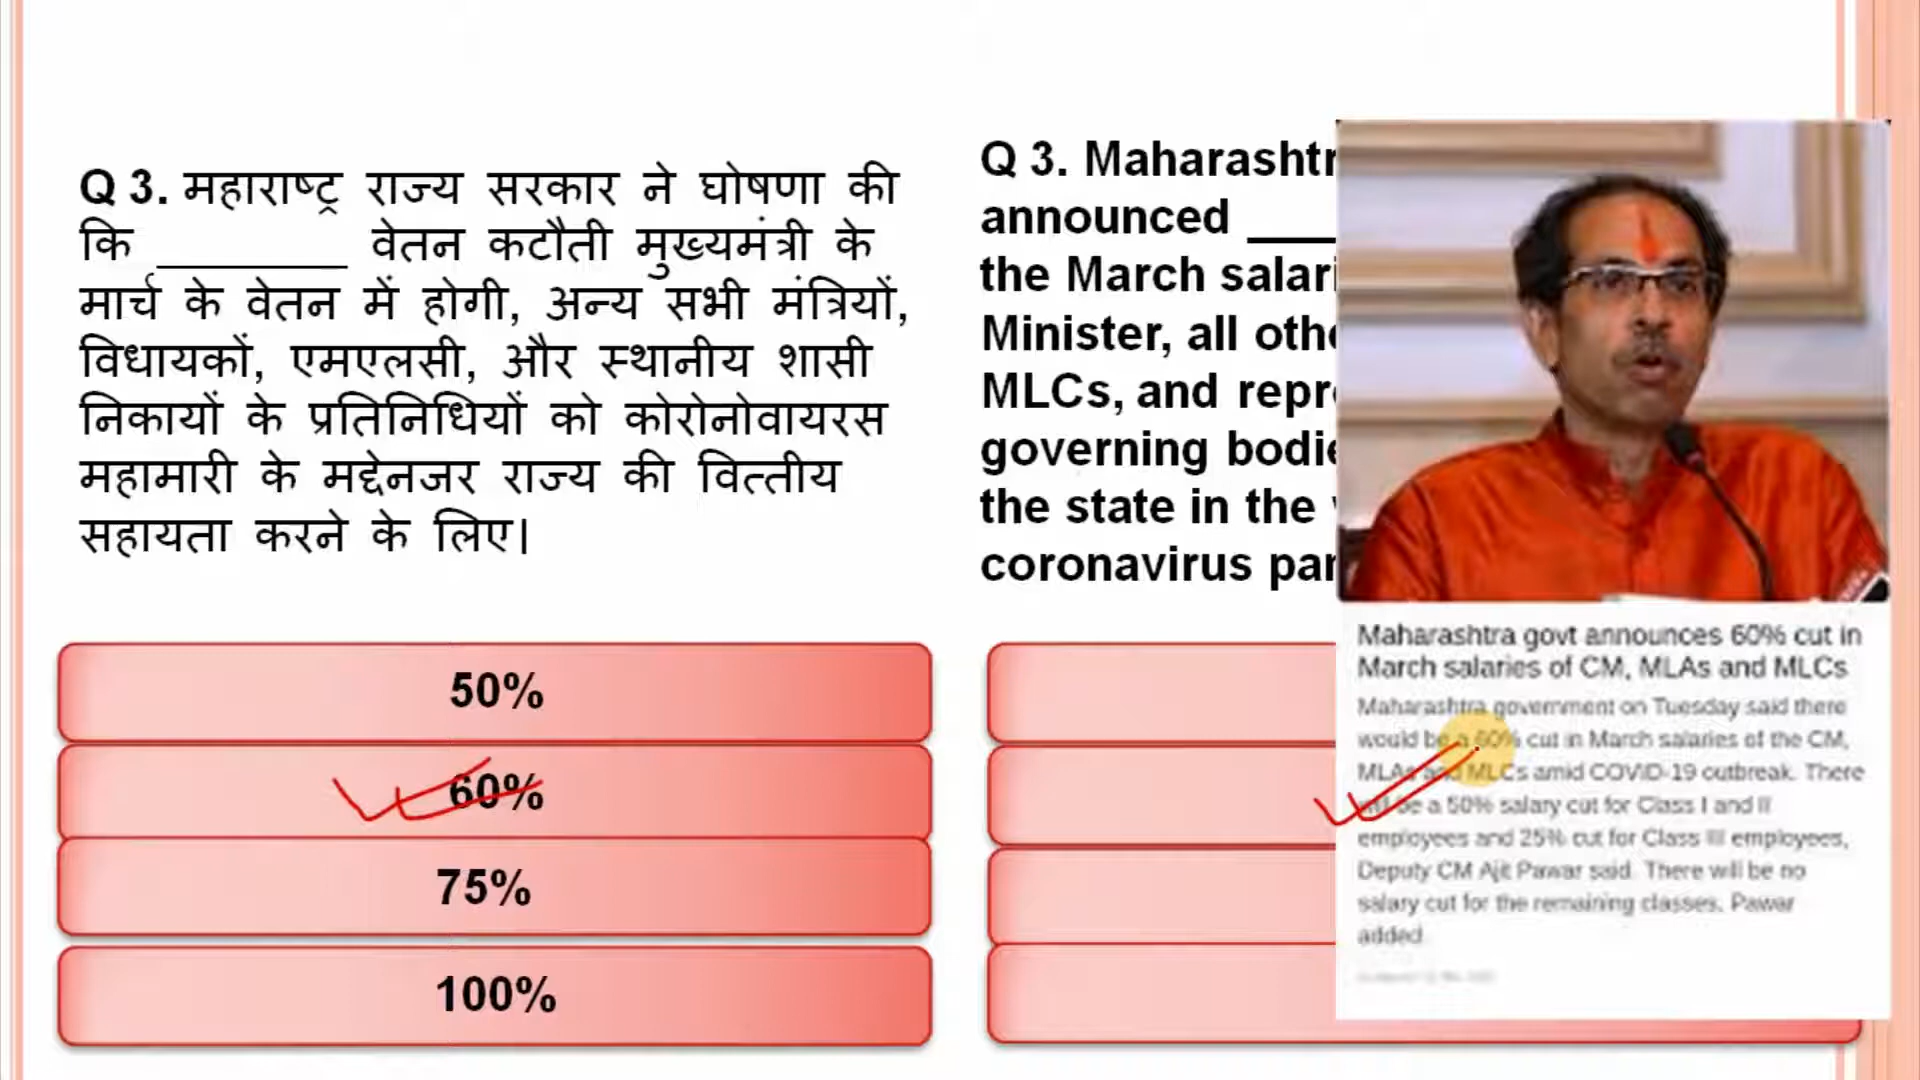 Q 3. महाराष्ट्र राज्य सरकार ने घोषणा की
कि ________ वेतन कटौती मुख्यमंत्री के
मार्च के वेतन में होगी, अन्य सभी मंत्रियों,
विधायकों, एमएलसी, और स्थानीय शासी
निकायों के प्रतिनिधियों को कोरोनोवायरस
महामारी के मद्देनजर राज्य की वित्तीय
सहायता करने के लिए।
50%
60%
75%
100%
Q 3. Maharashtr
announced ____
the March salari
Minister, all oth
MLCs, and repr
governing bodi
the state in the
coronavirus pa
Maharashtra govt announces 60% cut in
March salaries of CM, MLAs and MLCs
Maharashtra government on Tuesday said there
would be a 60% cut in March salaries of the CM,
MLAs and MLCs amid COVID-19 outbreak. There
will be a 50% salary cut for Class I and II
employees and 25% cut for Class III employees,
Deputy CM Ajit Pawar said. There will be no
salary cut for the remaining classes, Pawar
added.